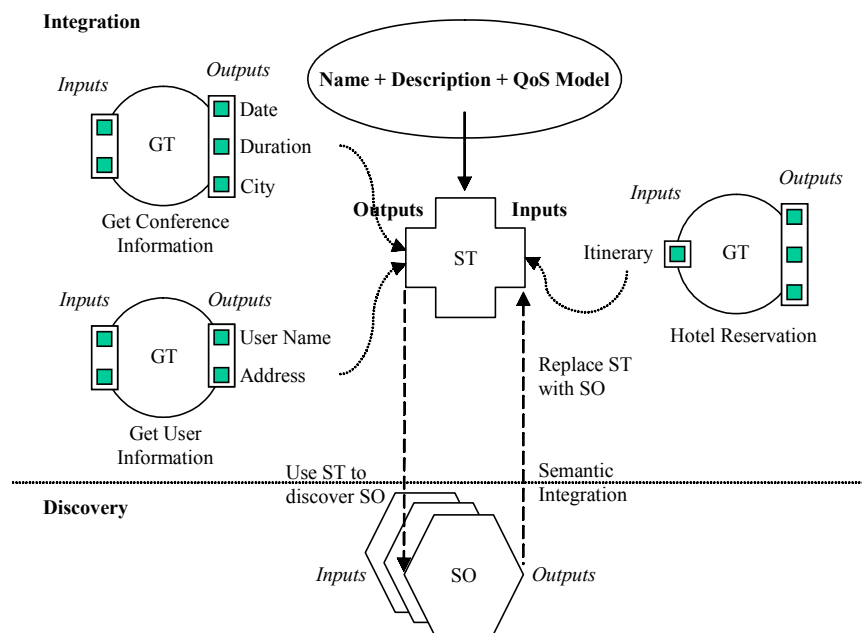 Integration
Name + Description + QoS Model
Inputs
Outputs
GT
Date
Duration
City
Get Conference
Information
Outputs
Inputs
ST
Inputs
Outputs
Itinerary
GT
Hotel Reservation
Inputs
Outputs
GT
User Name
Address
Get User
Information
Replace ST
with SO
Use ST to
discover SO
Semantic
Integration
Discovery
Inputs
SO
Outputs